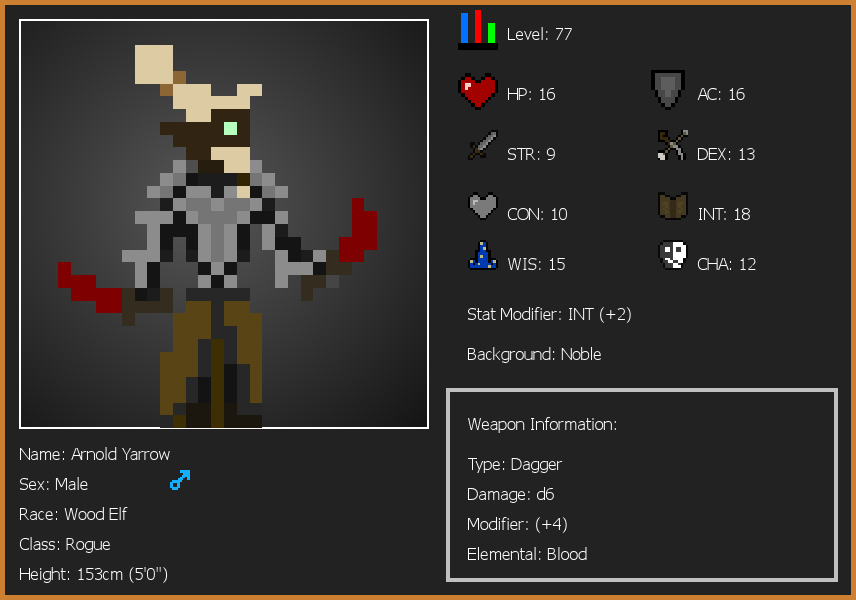 Level: 77
HP: 16
AC: 16
STR: 9
DEX: 13
CON: 10
INT: 18
WIS: 15
CHA: 12
Stat Modifier: INT (+2)
Background: Noble
Weapon Information:
Type: Dagger
Damage: d6
Modifier: (+4)
Elemental: Blood
Name: Arnold Yarrow
Sex: Male
Race: Wood Elf
Class: Rogue
Height: 153cm (5'0")